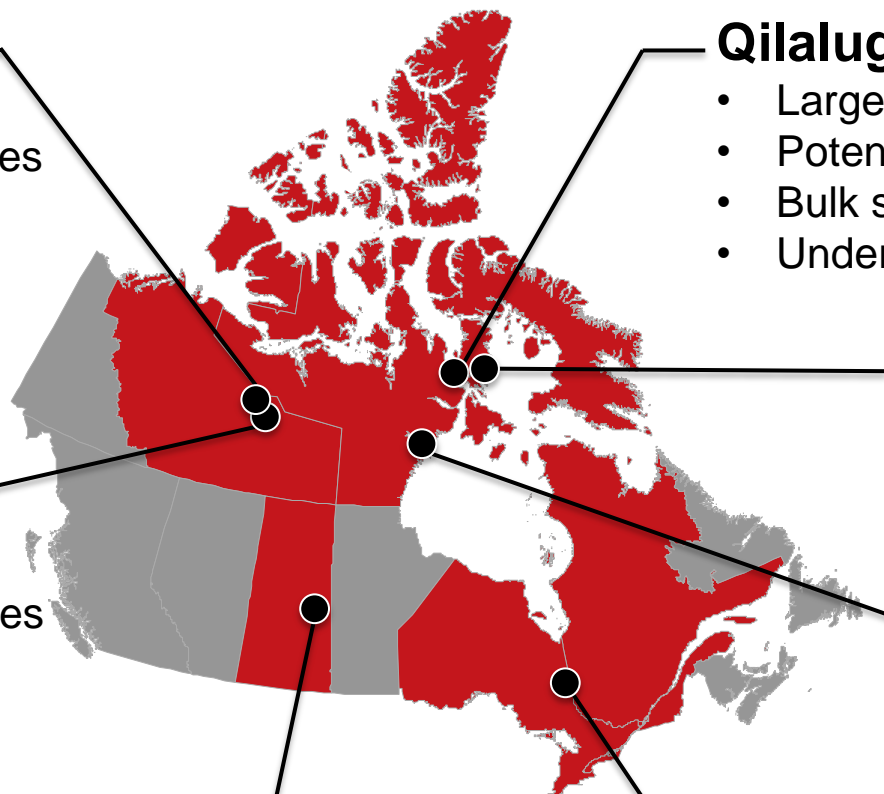 Qilalug
• Large
• Poten
• Bulk s
• Under
es
es